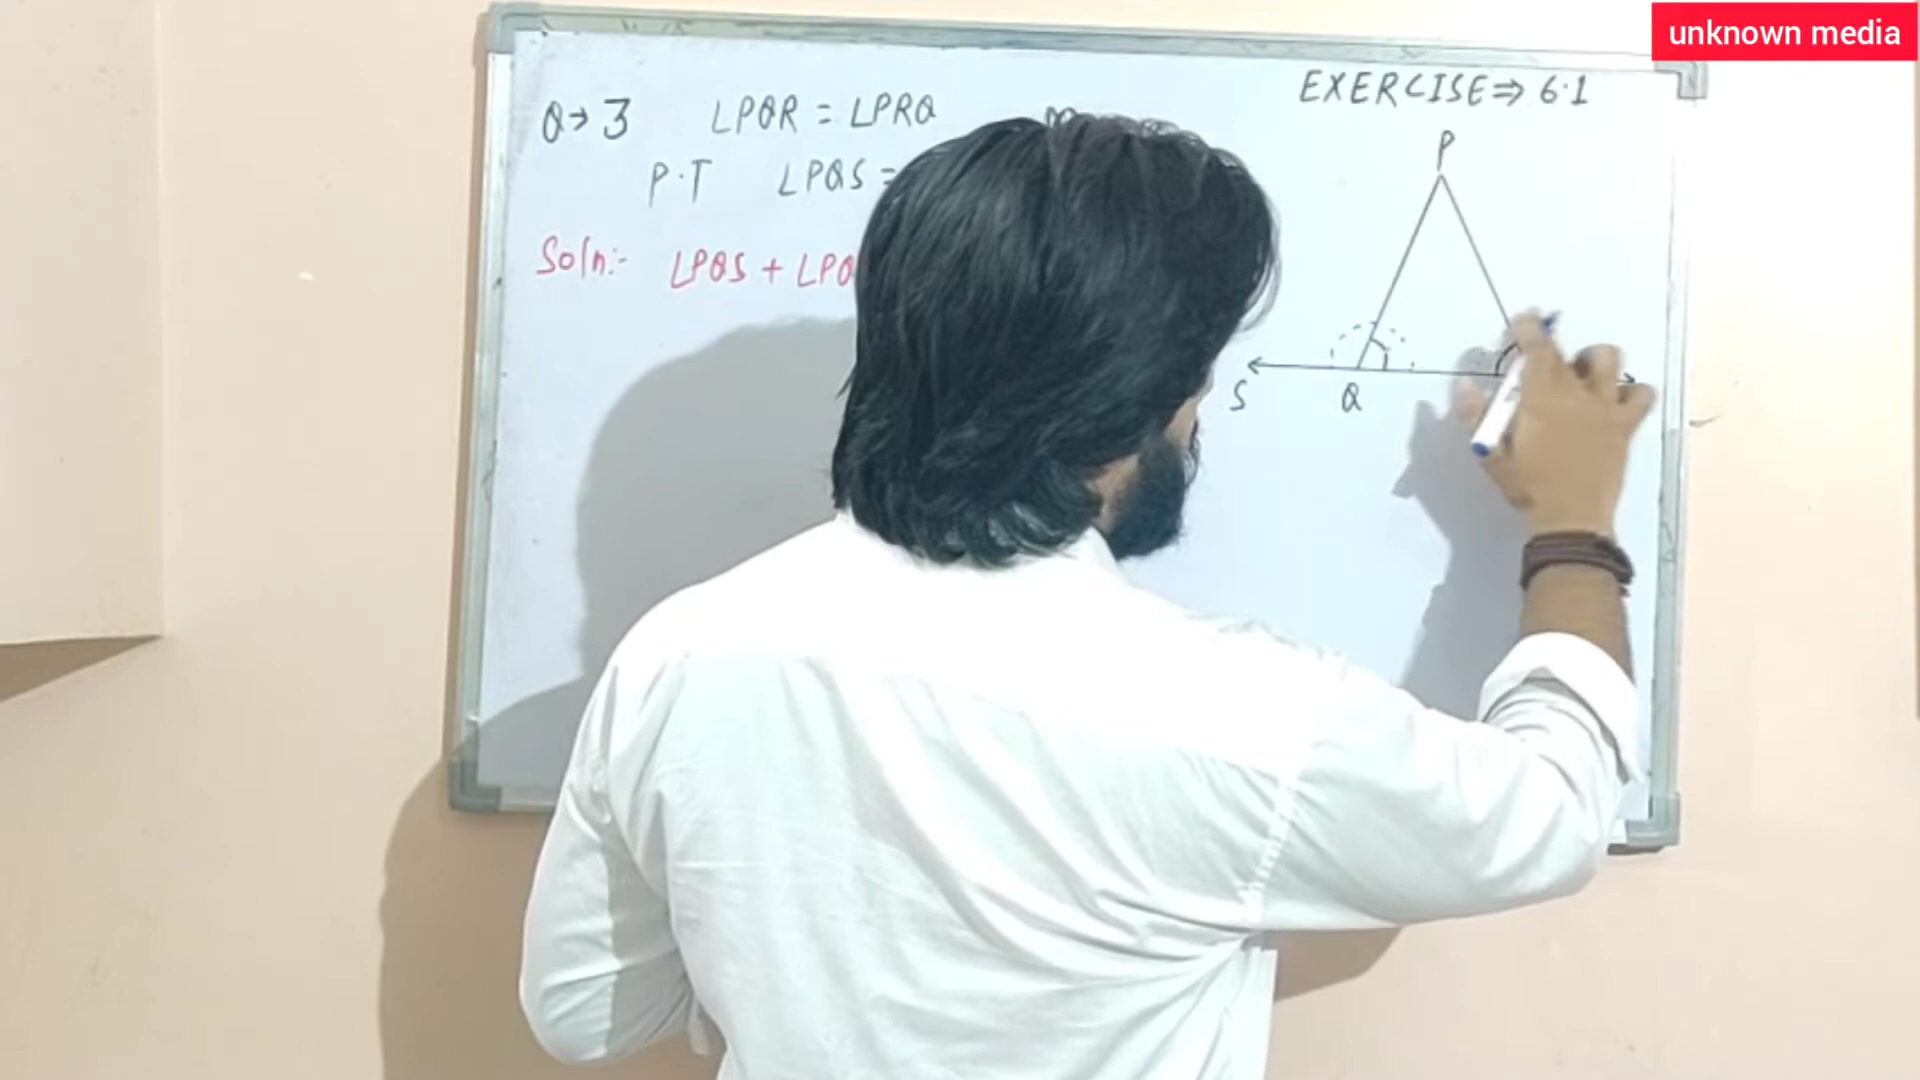 unknown media
EXERCISE⇒ 6.1
Q→ 3 ∠PQR = ∠PRQ
P.T ∠PQS =
Soln:- ∠PQS + ∠PQ
P
S
Q